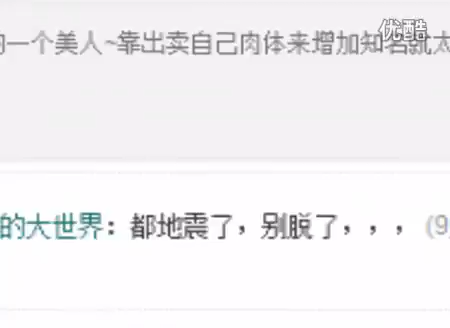 优酷
的一个美人~靠出卖自己肉体来增加知名就太
的大世界：都地震了，别脱了，，， (9